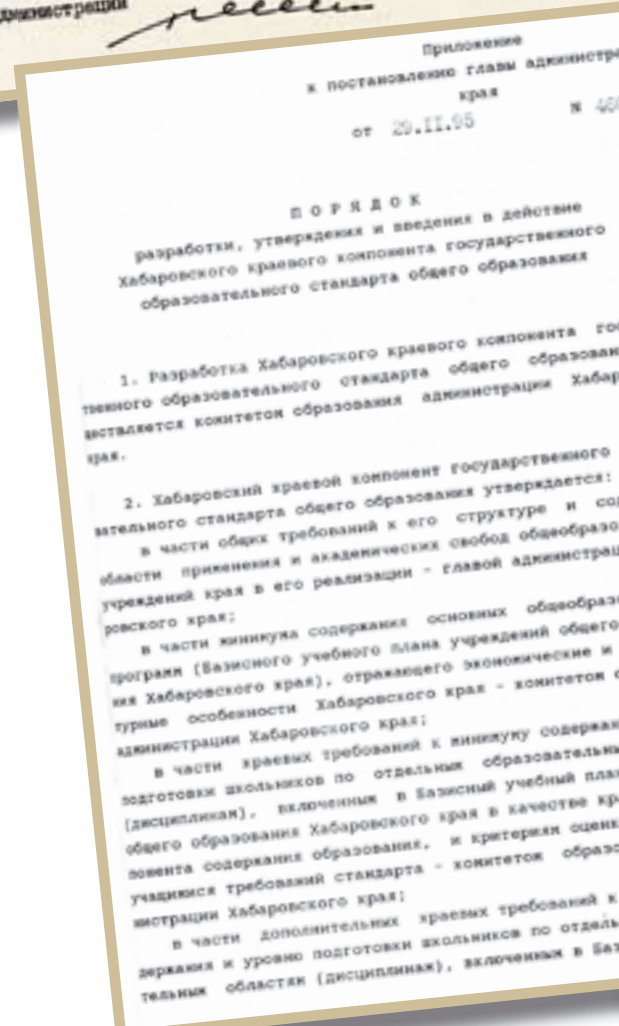 администрации
Приложение
к постановлению главы администра
края
от 29.II.95 N 46
П О Р Я Д О К
разработки, утверждения и введения в действие
Хабаровского краевого компонента государственного
образовательного стандарта общего образования
1. Разработка Хабаровского краевого компонента гос
твенного образовательного стандарта общего образован
ществляется комитетом образования администрации Хабар
края.
2. Хабаровский краевой компонент государственного
вательного стандарта общего образования утверждается:
в части общих требований к его структуре и сод
области применения и академических свобод общеобразо
учреждений края в его реализации - главой администрац
ровского края;
в части минимума содержания основных общеобраз
программ (Базисного учебного плана учреждений общего
ния Хабаровского края), отражающего экономические и
турные особенности Хабаровского края - комитетом о
администрации Хабаровского края;
в части краевых требований к минимуму содержан
подготовки школьников по отдельным образовательны
(дисциплинам), включенным в Базисный учебный план
общего образования Хабаровского края в качестве кр
понента содержания образования, и критериям оценк
учащимися требований стандарта - комитетом образо
нистрации Хабаровского края;
в части дополнительных краевых требований к
держания и уровню подготовки школьников по отдель
тельным областям (дисциплинам), включенным в Баз